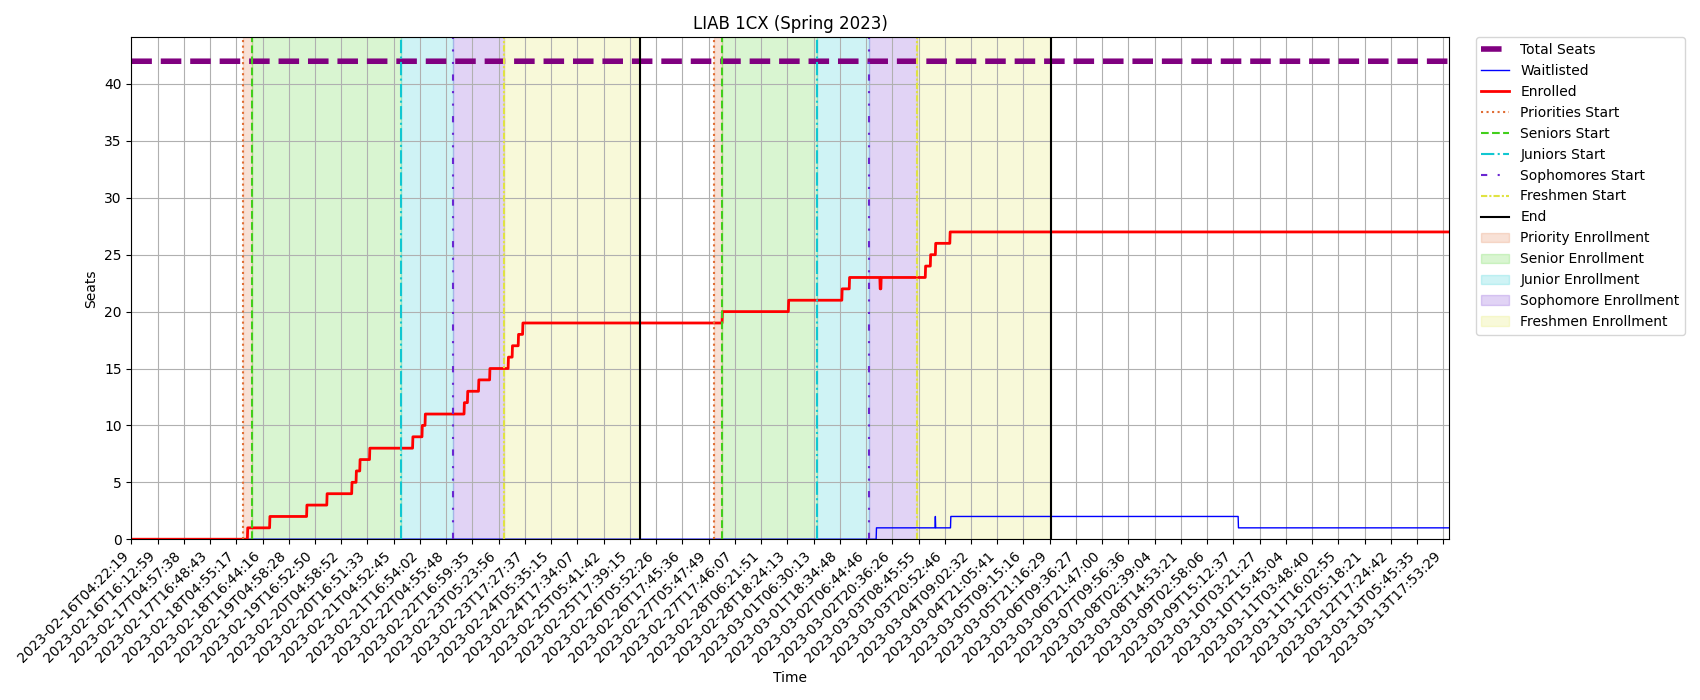 LIAB 1CX (Spring 2023)
Seats
40
35
30
25
20
15
10
5
0
2023-02-16T04:22:19
2023-02-16T16:12:59
2023-02-17T04:57:38
2023-02-17T16:48:43
2023-02-18T04:55:17
2023-02-18T16:44:16
2023-02-19T04:58:28
2023-02-19T16:52:50
2023-02-20T04:58:52
2023-02-20T16:51:33
2023-02-21T04:52:45
2023-02-21T16:54:02
2023-02-22T04:55:48
2023-02-22T16:59:35
2023-02-23T05:23:56
2023-02-23T17:27:37
2023-02-24T05:35:15
2023-02-24T17:34:07
2023-02-25T05:41:42
2023-02-25T17:39:15
2023-02-26T05:52:26
2023-02-26T17:45:36
2023-02-27T05:47:49
2023-02-27T17:46:07
2023-02-28T06:21:51
2023-02-28T18:24:13
2023-03-01T06:30:13
2023-03-01T18:34:48
2023-03-02T06:44:46
2023-03-02T20:36:26
2023-03-03T08:45:55
2023-03-03T20:52:46
2023-03-04T09:02:32
2023-03-04T21:05:41
2023-03-05T09:15:16
2023-03-05T21:16:29
2023-03-06T09:36:27
2023-03-06T21:47:00
2023-03-07T09:56:36
2023-03-08T02:39:04
2023-03-08T14:53:21
2023-03-09T02:58:06
2023-03-09T15:12:37
2023-03-10T03:21:27
2023-03-10T15:45:04
2023-03-11T03:48:40
2023-03-11T16:02:55
2023-03-12T05:18:21
2023-03-12T17:24:42
2023-03-13T05:45:35
2023-03-13T17:53:29
Time
Total Seats
Waitlisted
Enrolled
Priorities Start
Seniors Start
Juniors Start
Sophomores Start
Freshmen Start
End
Priority Enrollment
Senior Enrollment
Junior Enrollment
Sophomore Enrollment
Freshmen Enrollment